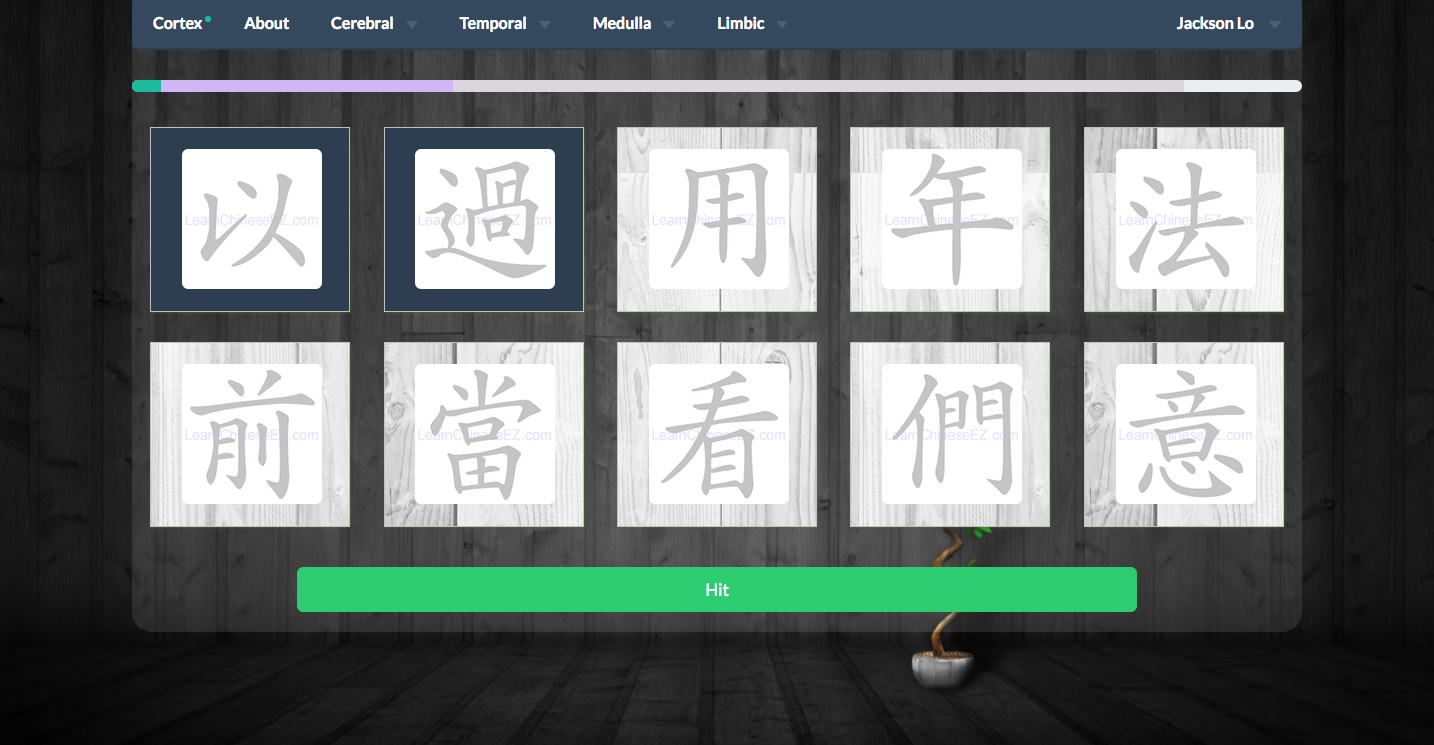 Cortex About Cerebral Temporal Medulla Limbic Jackson Lo
以 過 用 年 法
LearnChineseEZ.com LearnChineseEZ.com LearnChineseEZ.com LearnChineseEZ.com LearnChineseEZ.com
前 當 看 們 意
LearnChineseEZ.com LearnChineseEZ.com LearnChineseEZ.com LearnChineseEZ.com LearnChineseEZ.com
Hit